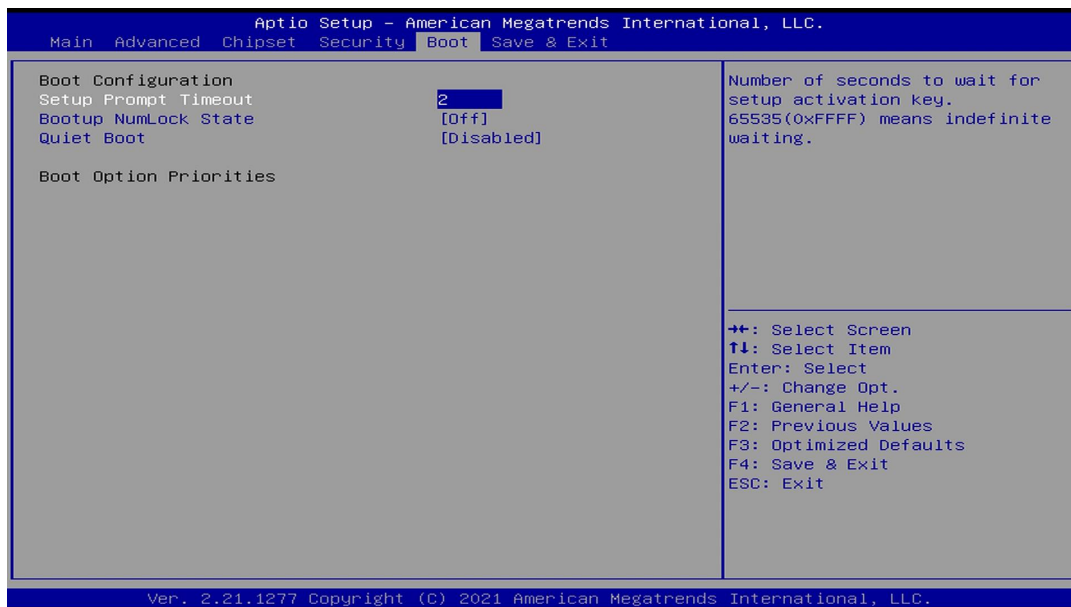 Aptio Setup – American Megatrends International, LLC.
Main Advanced Chipset Security Boot Save & Exit
Boot Configuration
Setup Prompt Timeout 2
Bootup NumLock State [Off]
Quiet Boot [Disabled]
Boot Option Priorities
Number of seconds to wait for
setup activation key.
65535(0xFFFF) means indefinite
waiting.
→←: Select Screen
↑↓: Select Item
Enter: Select
+/-: Change Opt.
F1: General Help
F2: Previous Values
F3: Optimized Defaults
F4: Save & Exit
ESC: Exit
Ver. 2.21.1277 Copyright (C) 2021 American Megatrends International, LLC.